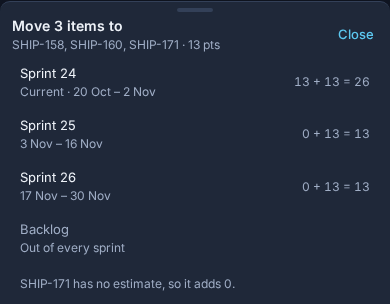 Move 3 items to
SHIP-158, SHIP-160, SHIP-171 · 13 pts
Close
Sprint 24
Current · 20 Oct – 2 Nov
13 + 13 = 26
Sprint 25
3 Nov – 16 Nov
0 + 13 = 13
Sprint 26
17 Nov – 30 Nov
0 + 13 = 13
Backlog
Out of every sprint
SHIP-171 has no estimate, so it adds 0.